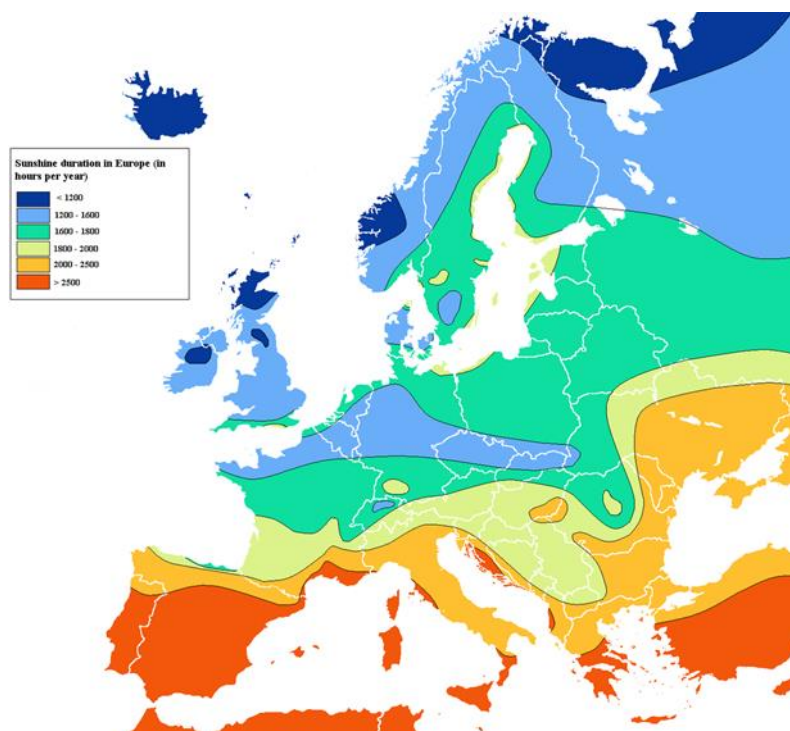 Sunshine duration in Europe (in
hours per year)
< 1200
1200 - 1600
1600 - 1800
1800 - 2000
2000 - 2500
> 2500